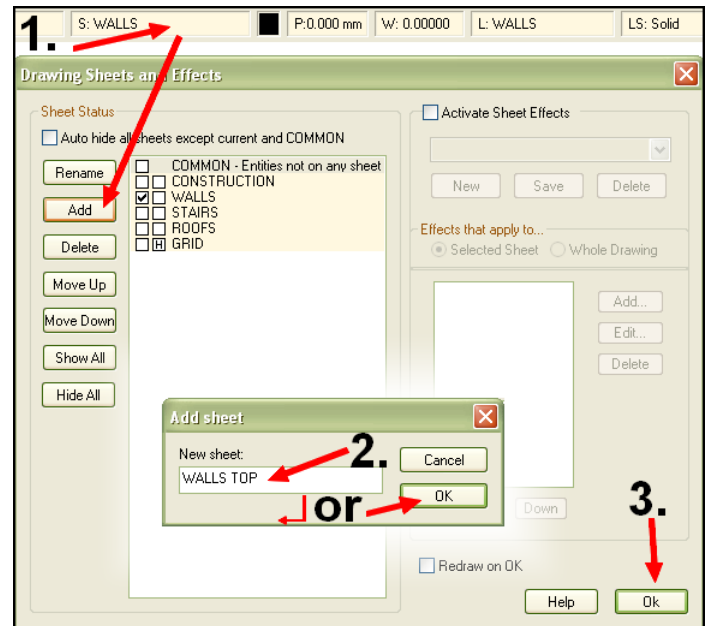 1.
S: WALLS
P:0.000 mm
W: 0.00000
L: WALLS
LS: Solid
Drawing Sheets and Effects
Sheet Status
Auto hide all sheets except current and COMMON
Rename
Add
Delete
Move Up
Move Down
Show All
Hide All
COMMON - Entities not on any sheet
CONSTRUCTION
WALLS
STAIRS
ROOFS
H GRID
Activate Sheet Effects
New
Save
Delete
Effects that apply to...
Selected Sheet
Whole Drawing
Add...
Edit...
Delete
Down
Add sheet
New sheet:
WALLS TOP
2.
Cancel
or
OK
3.
Redraw on OK
Help
Ok